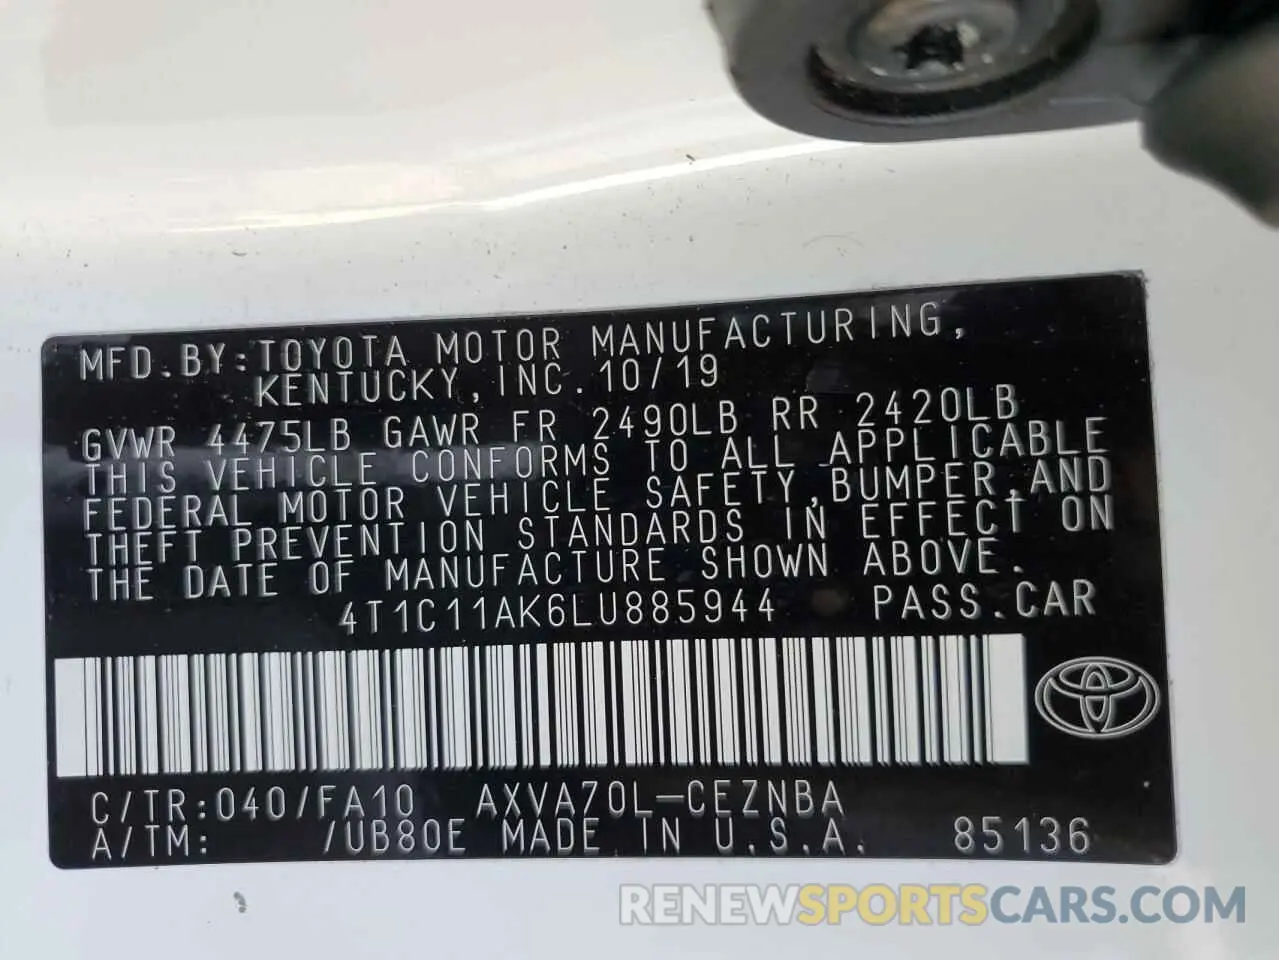 MFD.BY:TOYOTA MOTOR MANUFACTURING,
KENTUCKY, INC.10/19
GVWR 4475LB GAWR FR 2490LB RR 2420LB
THIS VEHICLE CONFORMS TO ALL APPLICABLE
FEDERAL MOTOR VEHICLE SAFETY,BUMPER,AND
THEFT PREVENTION STANDARDS IN EFFECT ON
THE DATE OF MANUFACTURE SHOWN ABOVE.
4T1C11AK6LU885944 PASS.CAR
C/TR:040/FA10 AXVA70L-CEZNBA
A/TM: /UB80E MADE IN U.S.A. 85136
RENEWSPORTSCARS.COM